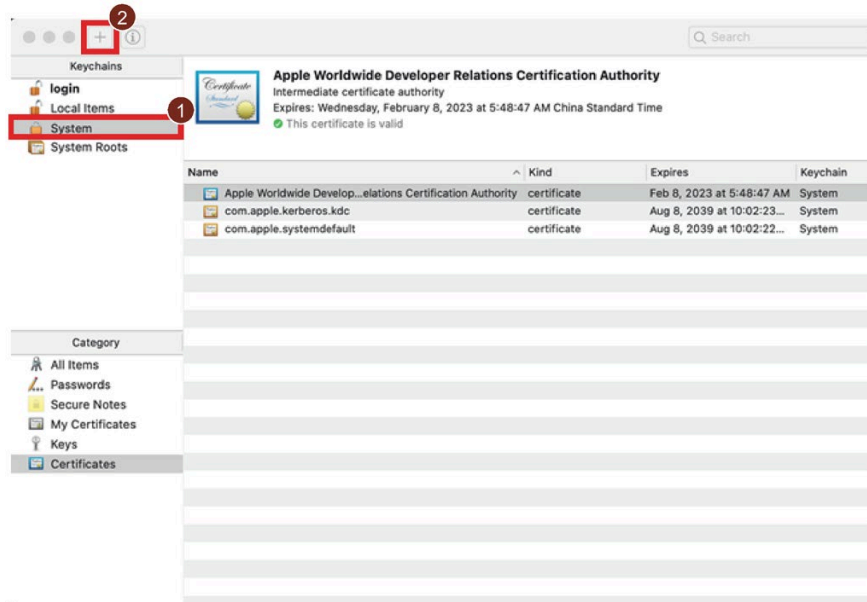 2
+
Search
Keychains
login
Local Items
1
System
System Roots
Certificate
Standard
Apple Worldwide Developer Relations Certification Authority
Intermediate certificate authority
Expires: Wednesday, February 8, 2023 at 5:48:47 AM China Standard Time
This certificate is valid
Name Kind Expires Keychain
Apple Worldwide Develop...elations Certification Authority certificate Feb 8, 2023 at 5:48:47 AM System
com.apple.kerberos.kdc certificate Aug 8, 2039 at 10:02:23... System
com.apple.systemdefault certificate Aug 8, 2039 at 10:02:22... System
Category
All Items
Passwords
Secure Notes
My Certificates
Keys
Certificates